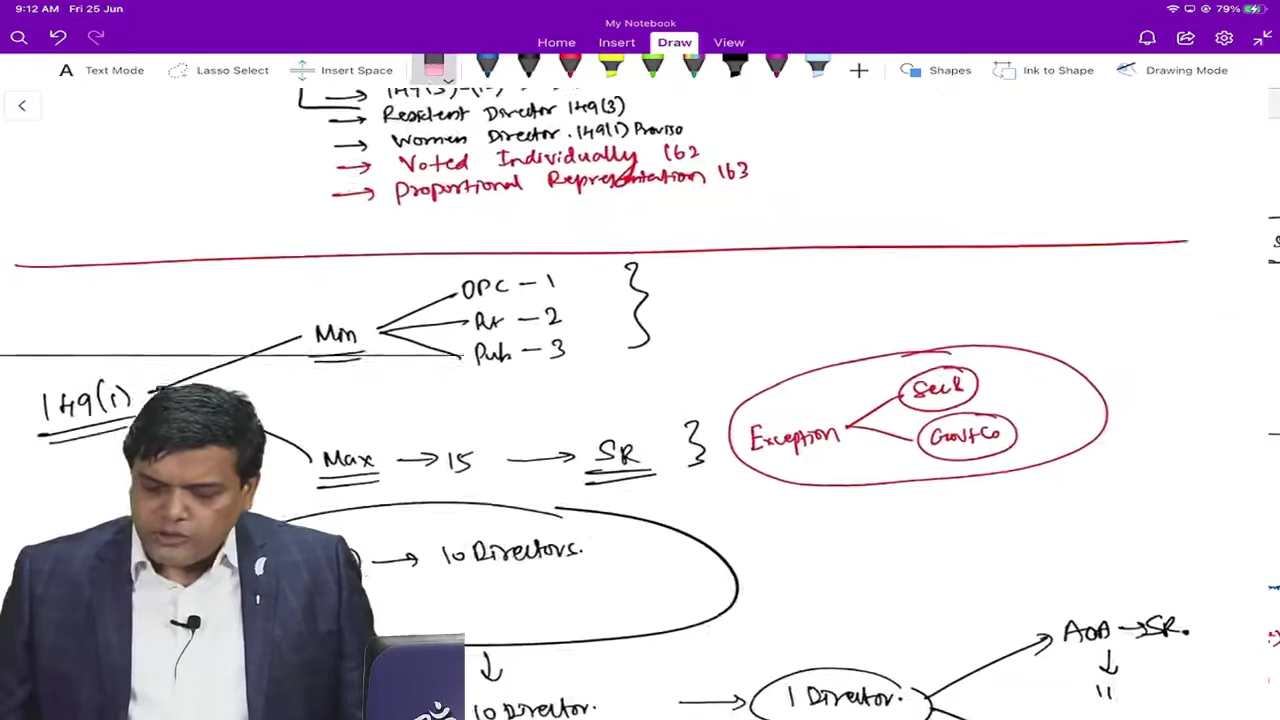 9:12 AM Fri 25 Jun
79%
My Notebook
Home Insert Draw View
A Text Mode Lasso Select Insert Space Shapes Ink to Shape Drawing Mode
Resident Director 149(3)
Women Director. 149(1) Proviso
Voted Individually 162
Proportional Representation 163
OPC - 1
Min
Pvt - 2
Pub - 3
149(1)
Exception
Sec 8
Govt Co
Max 15 SR
10 Directors.
AOA SR.
11
10 Director.
1 Director.